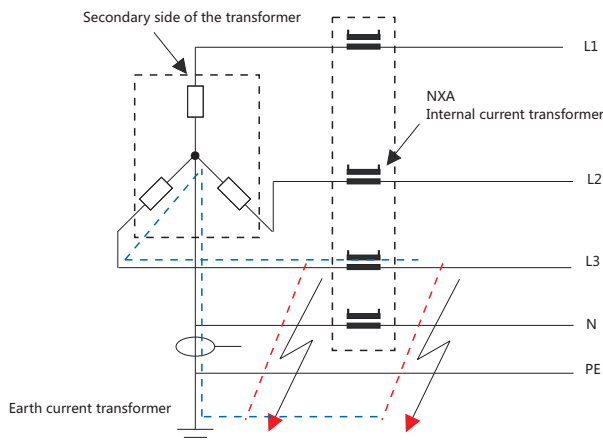 Secondary side of the transformer
L1
NXA
Internal current transformer
L2
L3
N
PE
Earth current transformer